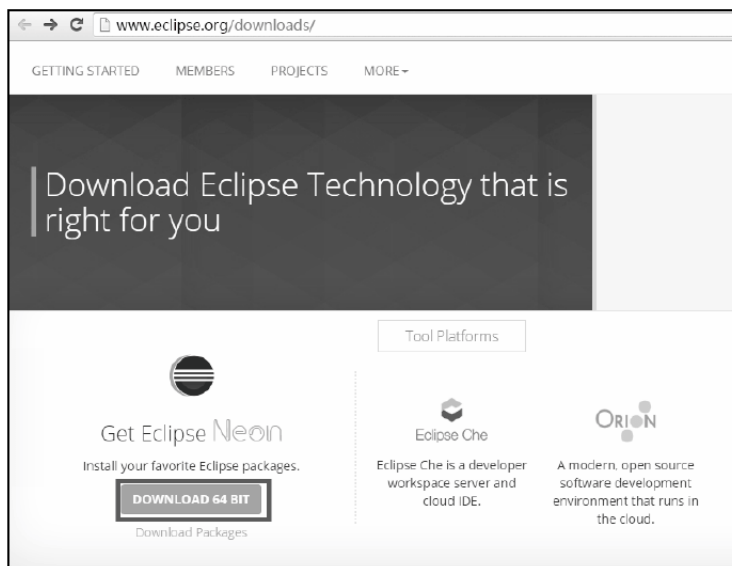 www.eclipse.org/downloads/
GETTING STARTED MEMBERS PROJECTS MORE
Download Eclipse Technology that is
right for you
Tool Platforms
Get Eclipse Neon
Install your favorite Eclipse packages.
DOWNLOAD 64 BIT
Download Packages
Eclipse Che
Eclipse Che is a developer
workspace server and
cloud IDE.
ORION
A modern, open source
software development
environment that runs in
the cloud.